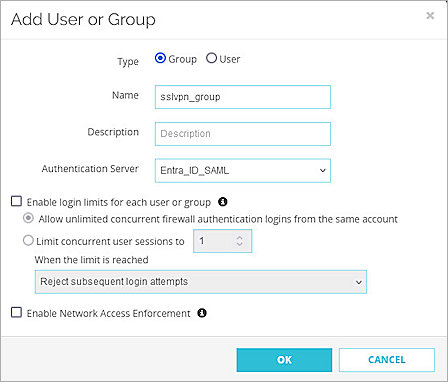 Add User or Group
Type Group User
Name sslvpn_group
Description Description
Authentication Server Entra_ID_SAML
Enable login limits for each user or group
Allow unlimited concurrent firewall authentication logins from the same account
Limit concurrent user sessions to 1
When the limit is reached
Reject subsequent login attempts
Enable Network Access Enforcement
OK CANCEL